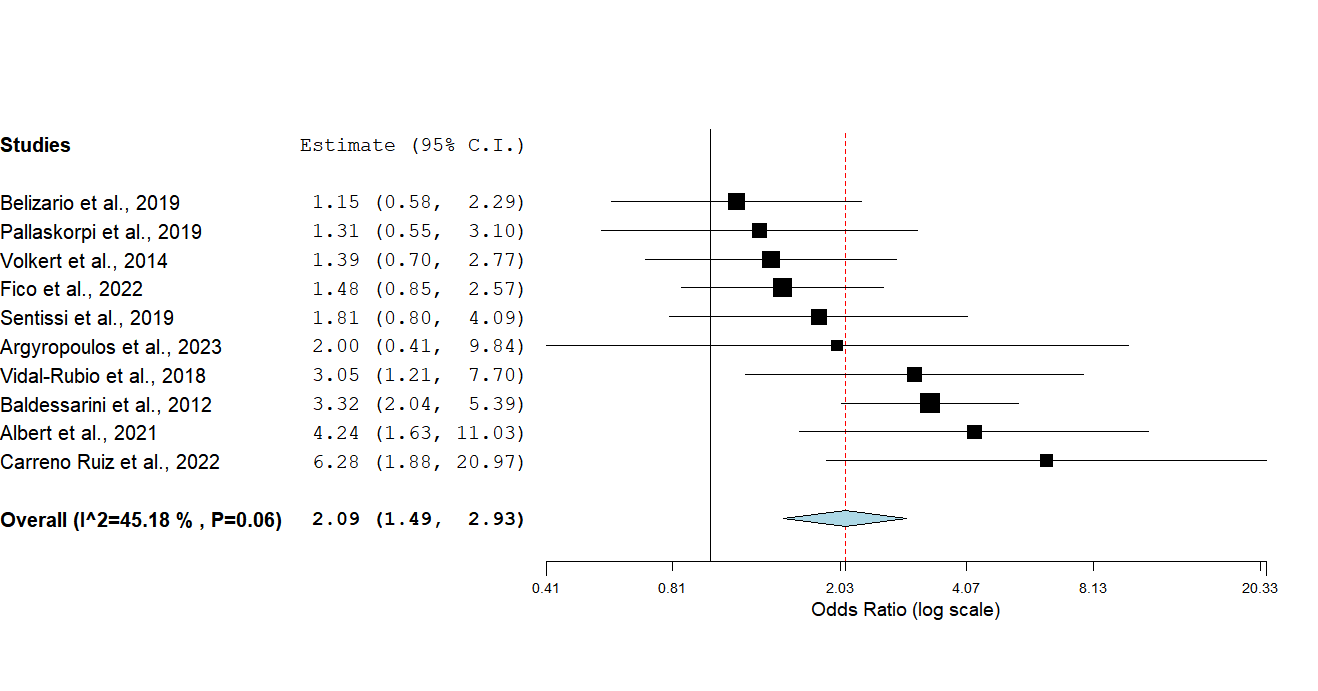 Studies Estimate (95% C.I.)
Belizario et al., 2019 1.15 (0.58, 2.29)
Pallaskorpi et al., 2019 1.31 (0.55, 3.10)
Volkert et al., 2014 1.39 (0.70, 2.77)
Fico et al., 2022 1.48 (0.85, 2.57)
Sentissi et al., 2019 1.81 (0.80, 4.09)
Argyropoulos et al., 2023 2.00 (0.41, 9.84)
Vidal-Rubio et al., 2018 3.05 (1.21, 7.70)
Baldessarini et al., 2012 3.32 (2.04, 5.39)
Albert et al., 2021 4.24 (1.63, 11.03)
Carreno Ruiz et al., 2022 6.28 (1.88, 20.97)
Overall (I^2=45.18 % , P=0.06) 2.09 (1.49, 2.93)
0.41 0.81 2.03 4.07 8.13 20.33
Odds Ratio (log scale)